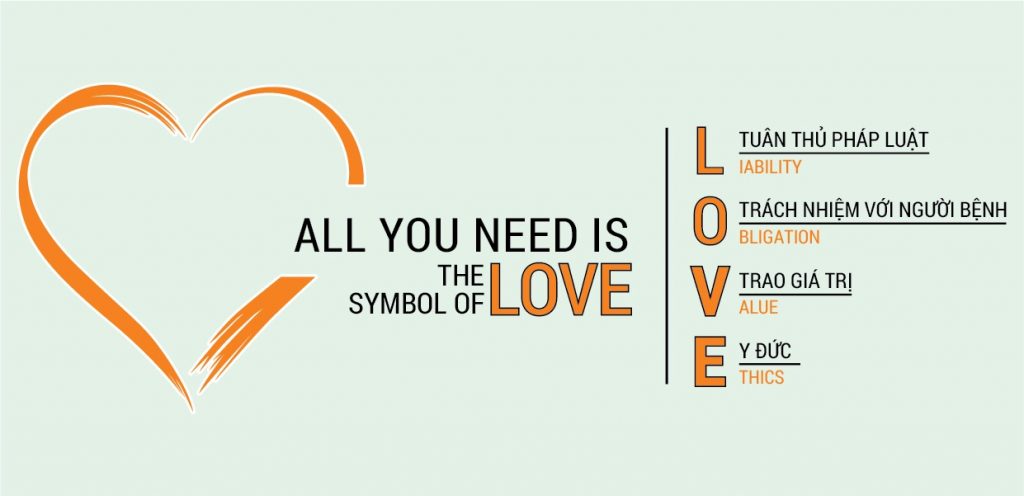 ALL YOU NEED IS
THE
SYMBOL OF LOVE
L TUÂN THỦ PHÁP LUẬT
IABILITY
O TRÁCH NHIỆM VỚI NGƯỜI BỆNH
BLIGATION
V TRAO GIÁ TRỊ
ALUE
E Y ĐỨC
THICS